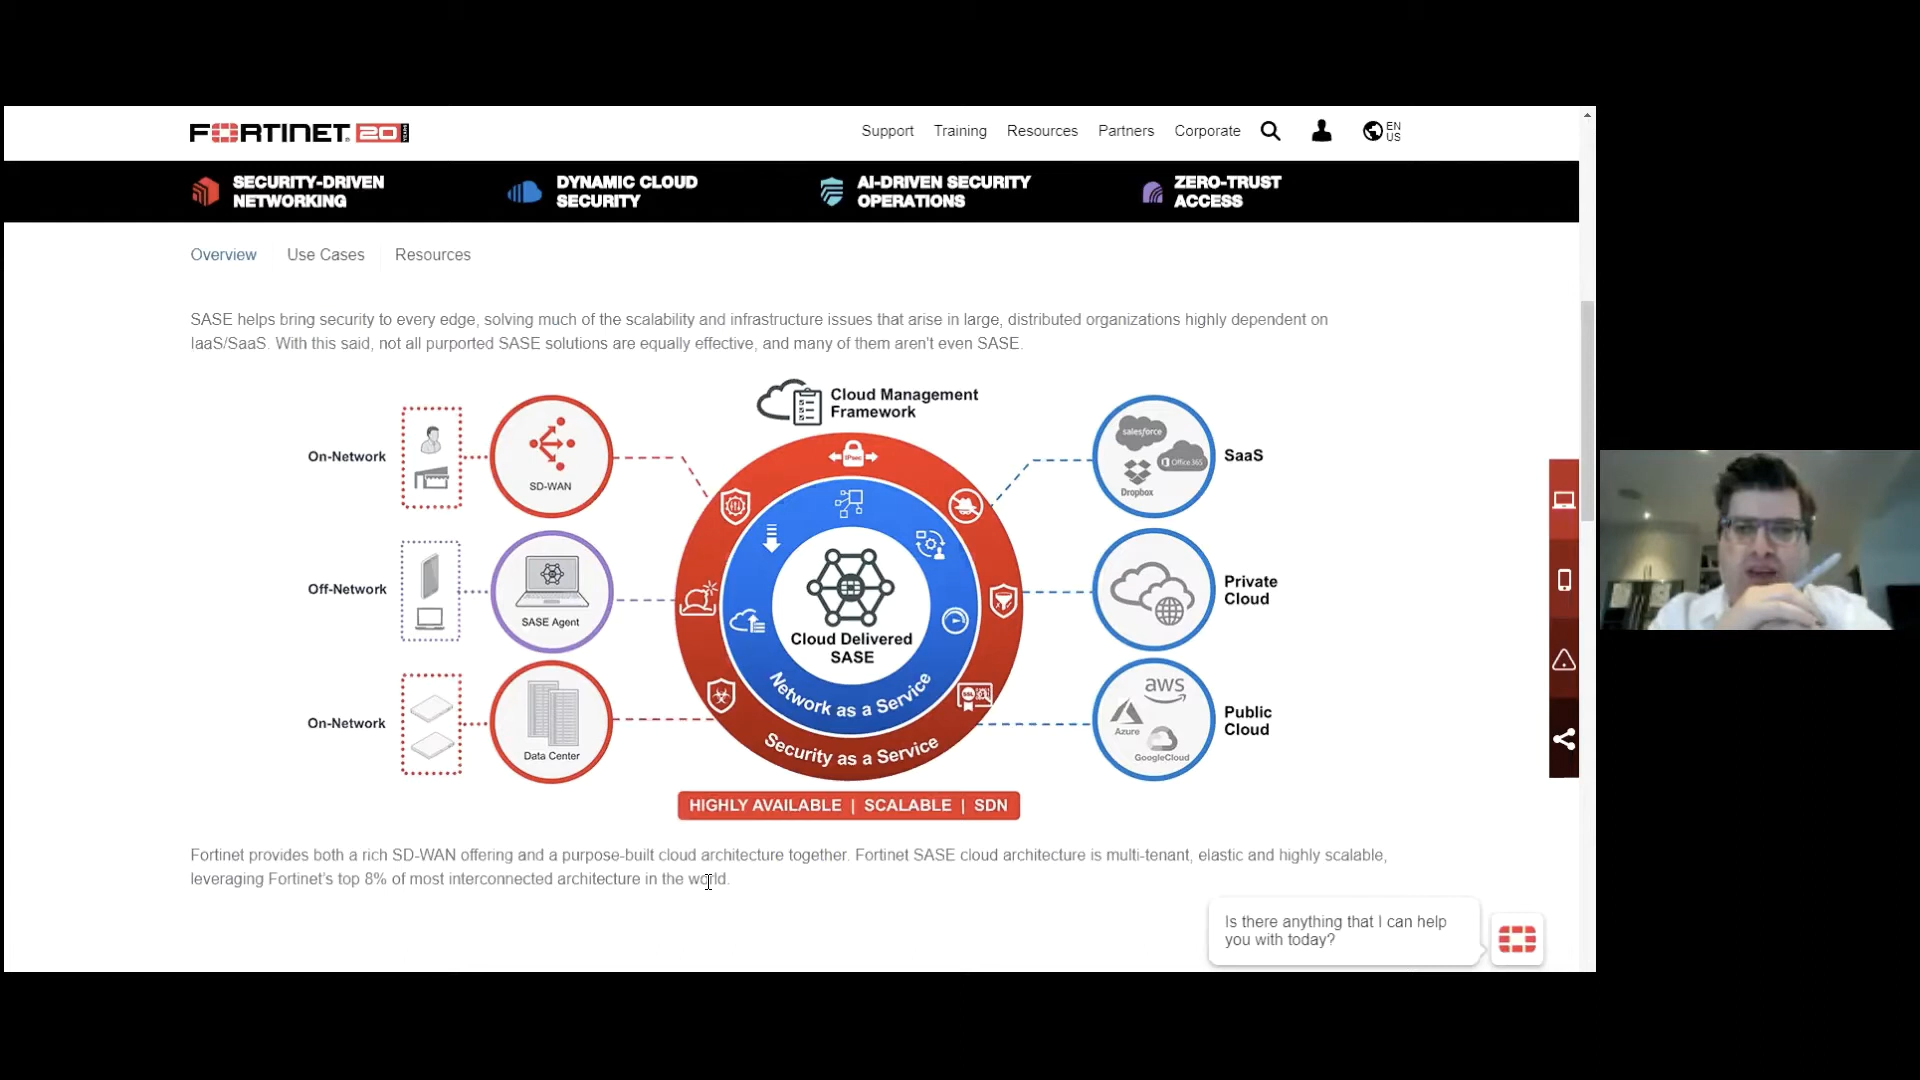 FORTINET 20
Support Training Resources Partners Corporate EN
US
SECURITY-DRIVEN
NETWORKING
DYNAMIC CLOUD
SECURITY
AI-DRIVEN SECURITY
OPERATIONS
ZERO-TRUST
ACCESS
Overview Use Cases Resources
SASE helps bring security to every edge, solving much of the scalability and infrastructure issues that arise in large, distributed organizations highly dependent on
IaaS/SaaS. With this said, not all purported SASE solutions are equally effective, and many of them aren't even SASE.
Cloud Management
Framework
On-Network
SD-WAN
IPsec
salesforce
Office 365
Dropbox
SaaS
Off-Network
SASE Agent
Cloud Delivered
SASE
Network as a Service
Security as a Service
Private
Cloud
On-Network
Data Center
SSL
aws
Azure
GoogleCloud
Public
Cloud
HIGHLY AVAILABLE | SCALABLE | SDN
Fortinet provides both a rich SD-WAN offering and a purpose-built cloud architecture together. Fortinet SASE cloud architecture is multi-tenant, elastic and highly scalable,
leveraging Fortinet's top 8% of most interconnected architecture in the world.
Is there anything that I can help
you with today?